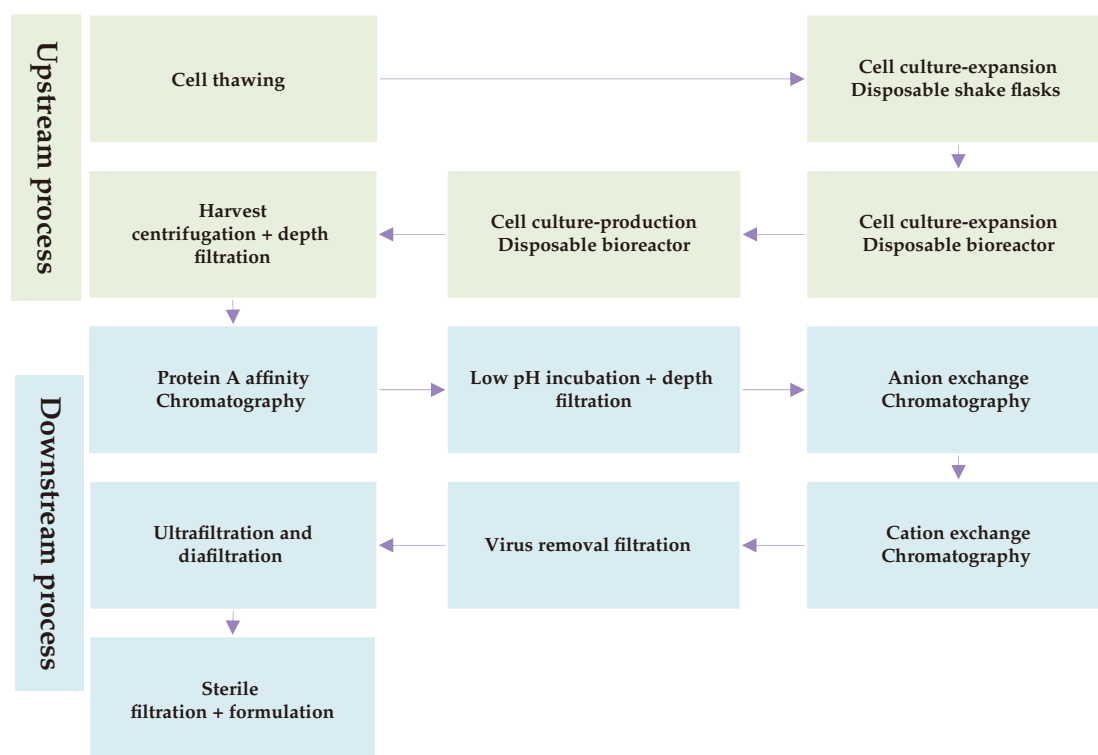 Upstream process
Cell thawing
Cell culture-expansion
Disposable shake flasks
Harvest
centrifugation + depth
filtration
Cell culture-production
Disposable bioreactor
Cell culture-expansion
Disposable bioreactor
Downstream process
Protein A affinity
Chromatography
Low pH incubation + depth
filtration
Anion exchange
Chromatography
Ultrafiltration and
diafiltration
Virus removal filtration
Cation exchange
Chromatography
Sterile
filtration + formulation